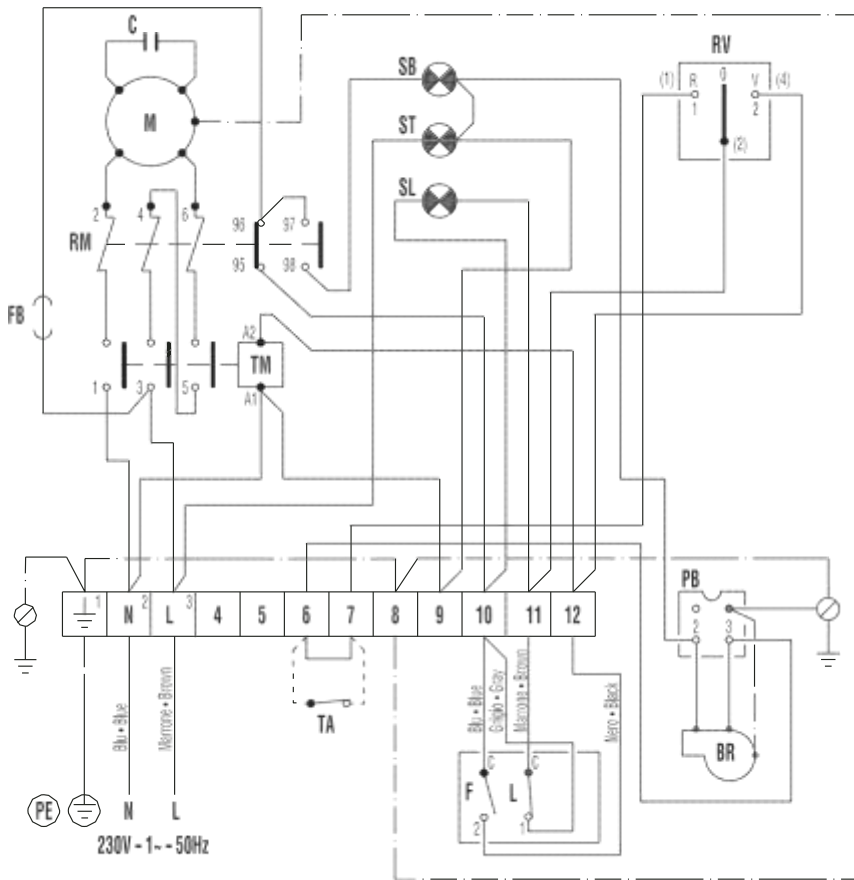 C
M
2 4 6
RM
96 97
95 98
FB
A2
TM
A1
1 3 5
SB
ST
SL
RV
(1) R 0 V (4)
1 2
(2)
1 N 2 L 3 4 5 6 7 8 9 10 11 12
PB
2 3
BR
TA
Blu • Blue
Marrone • Brown
Blu • Blue
Grigio • Gray
Marrone • Brown
Nero • Black
C C
F L
2 1
PE N L
230V - 1~ - 50Hz